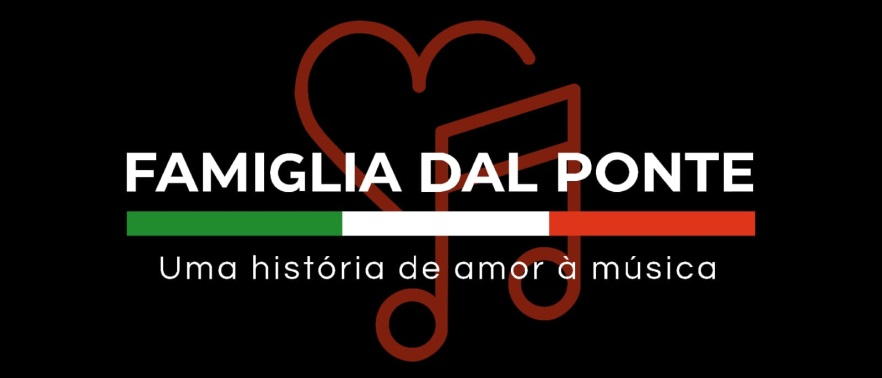 FAMIGLIA DAL PONTE
Uma história de amor à música